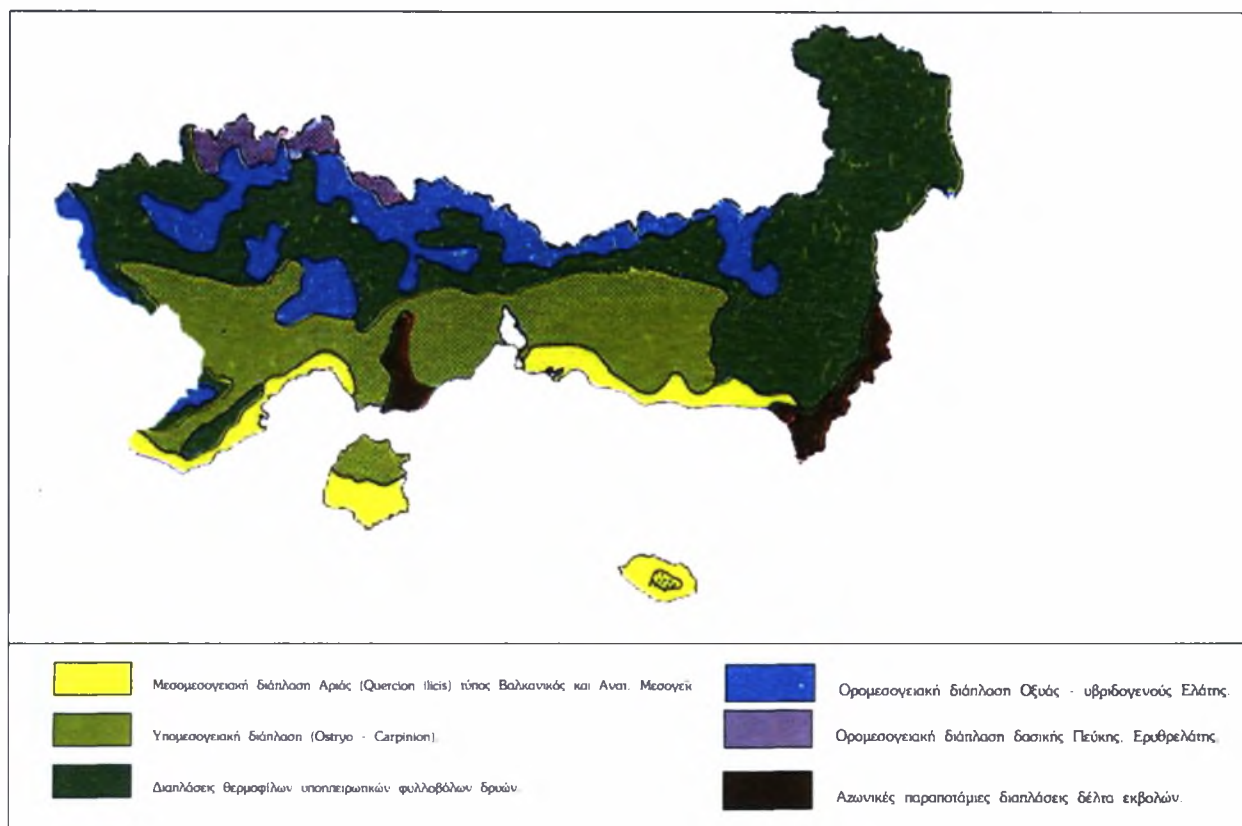 Μεσομεσογειακή διάπλαση Αριάς (Quercion ilicis) τύπος Βαλκανικός και Ανατ. Μεσογεικ
Υπομεσογειακή διάπλαση (Ostryo - Carpinion).
Διαπλάσεις θερμοφίλων υποηπειρωτικών φυλλοβόλων δρυών.
Ορομεσογειακή διάπλαση Οξυάς - υβριδογενούς Ελάτης.
Ορομεσογειακή διάπλαση δασικής Πεύκης, Ερυθρελάτης.
Αζωνικές παραποτάμιες διαπλάσεις δέλτα εκβολών.